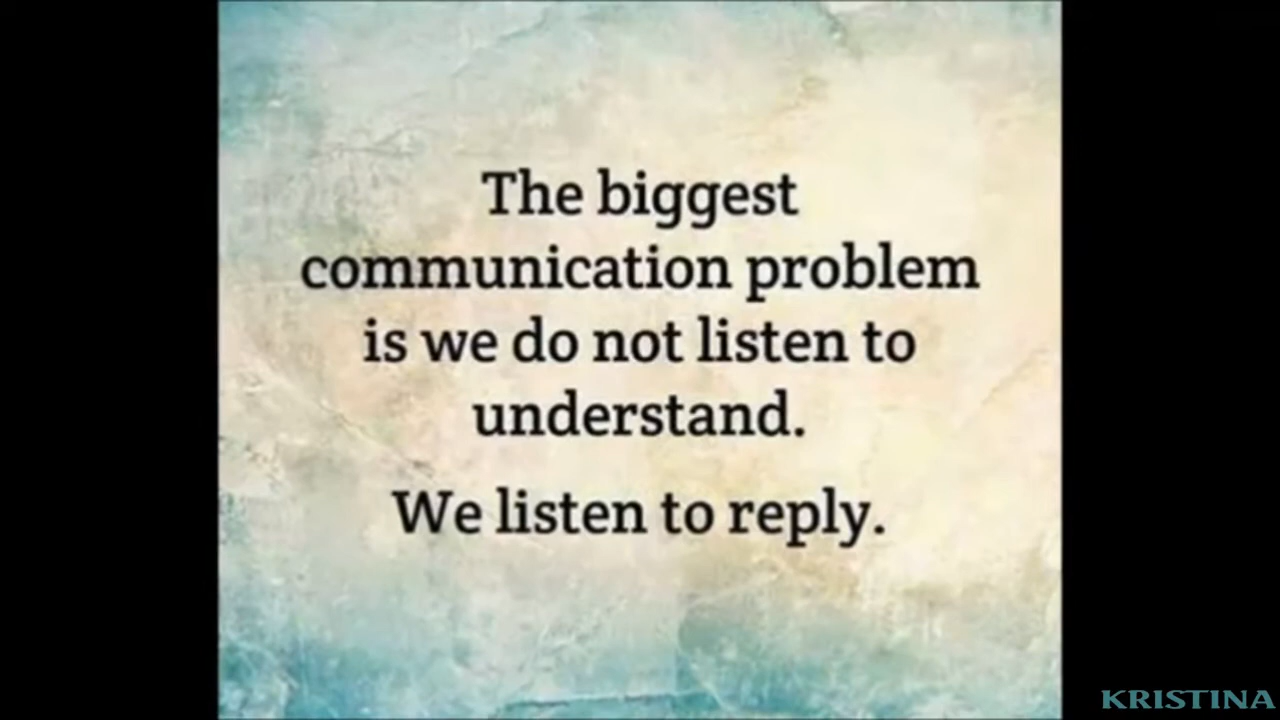 The biggest
communication problem
is we do not listen to
understand.
We listen to reply.
KRISTINA